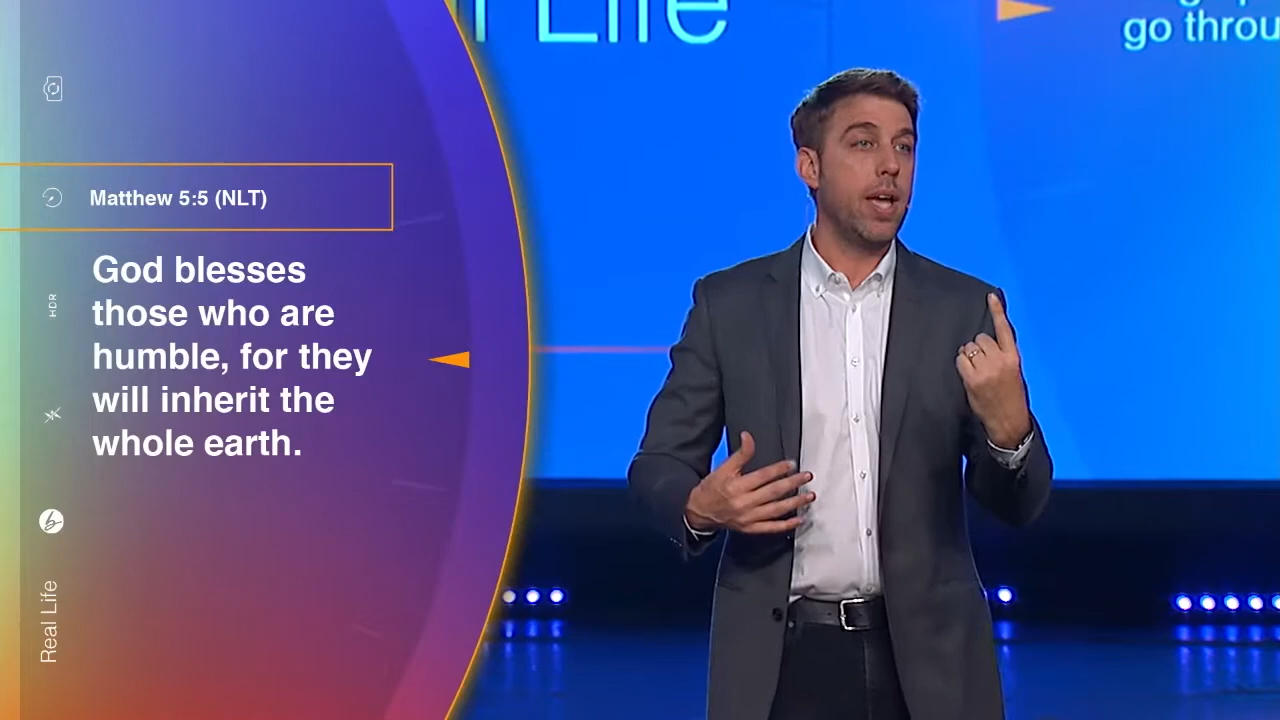 Life
go throu
Matthew 5:5 (NLT)
God blesses
those who are
humble, for they
will inherit the
whole earth.
HDR
b
Real Life